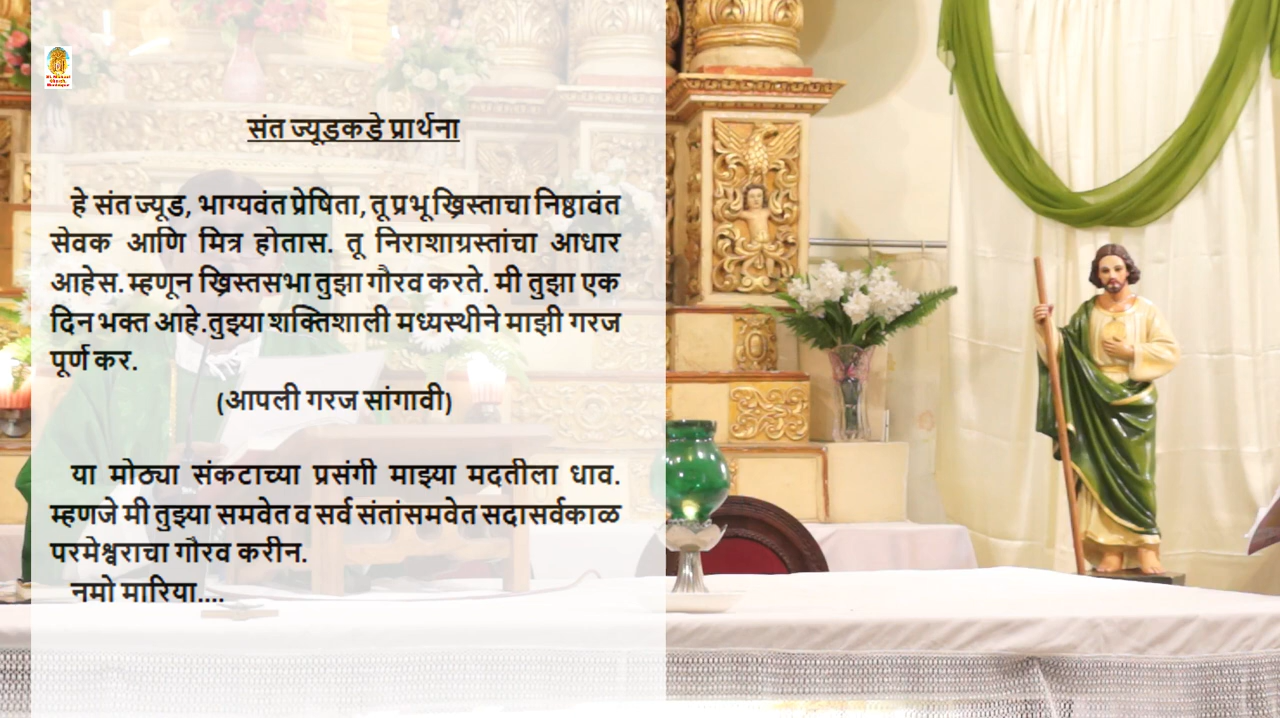 संत ज्यूडकडे प्रार्थना
हे संत ज्यूड, भाग्यवंत प्रेषिता, तू प्रभू ख्रिस्ताचा निष्ठावंत
सेवक आणि मित्र होतास. तू निराशाग्रस्तांचा आधार
आहेस. म्हणून ख्रिस्तसभा तुझा गौरव करते. मी तुझा एक
दिन भक्त आहे.तुझ्या शक्तिशाली मध्यस्थीने माझी गरज
पूर्ण कर.
(आपली गरज सांगावी)
या मोठ्या संकटाच्या प्रसंगी माझ्या मदतीला धाव.
म्हणजे मी तुझ्या समवेत व सर्व संतांसमवेत सदासर्वकाळ
परमेश्वराचा गौरव करीन.
नमो मारिया....